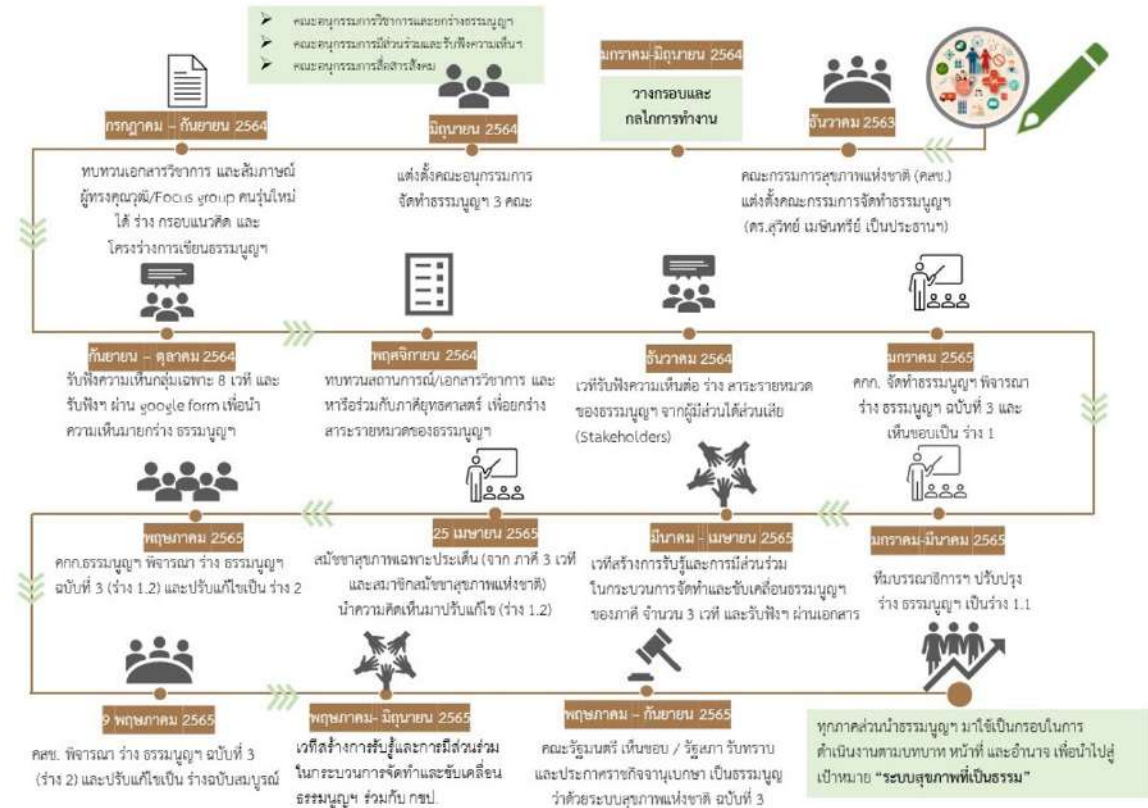 คณะอนุกรรมการวิชาการและยกร่างธรรมนูญฯ
คณะอนุกรรมการมีส่วนร่วมและรับฟังความเห็นฯ
คณะอนุกรรมการสื่อสารสังคม
ธันวาคม 2563
คณะกรรมการสุขภาพแห่งชาติ (คสช.)
แต่งตั้งคณะกรรมการจัดทำธรรมนูญฯ
(ดร.สุวิทย์ เมษินทรีย์ เป็นประธานฯ)
มกราคม-มิถุนายน 2564
วางกรอบและ
กลไกการทำงาน
มิถุนายน 2564
แต่งตั้งคณะอนุกรรมการ
จัดทำธรรมนูญฯ 3 คณะ
กรกฎาคม – กันยายน 2564
ทบทวนเอกสารวิชาการ และสัมภาษณ์
ผู้ทรงคุณวุฒิ/Focus group คนรุ่นใหม่
ได้ ร่าง กรอบแนวคิด และ
โครงร่างการเขียนธรรมนูญฯ
กันยายน – ตุลาคม 2564
รับฟังความเห็นกลุ่มเฉพาะ 8 เวที และ
รับฟังฯ ผ่าน google form เพื่อนำ
ความเห็นมายกร่าง ธรรมนูญฯ
พฤศจิกายน 2564
ทบทวนสถานการณ์/เอกสารวิชาการ และ
หารือร่วมกับภาคียุทธศาสตร์ เพื่อยกร่าง
สาระรายหมวดของธรรมนูญฯ
ธันวาคม 2564
เวทีรับฟังความเห็นต่อ ร่าง สาระรายหมวด
ของธรรมนูญฯ จากผู้มีส่วนได้ส่วนเสีย
(Stakeholders)
มกราคม 2565
คกก. จัดทำธรรมนูญฯ พิจารณา
ร่าง ธรรมนูญฯ ฉบับที่ 3 และ
เห็นชอบเป็น ร่าง 1
มกราคม-มีนาคม 2565
ทีมบรรณาธิการฯ ปรับปรุง
ร่าง ธรรมนูญฯ เป็นร่าง 1.1
มีนาคม - เมษายน 2565
เวทีสร้างการรับรู้และการมีส่วนร่วม
ในกระบวนการจัดทำและขับเคลื่อนธรรมนูญฯ
ของภาคี จำนวน 3 เวที และรับฟังฯ ผ่านเอกสาร
25 เมษายน 2565
สมัชชาสุขภาพเฉพาะประเด็น (จาก ภาคี 3 เวที
และสมาชิกสมัชชาสุขภาพแห่งชาติ)
นำความคิดเห็นมาปรับแก้ไข (ร่าง 1.2)
พฤษภาคม 2565
คกก.ธรรมนูญฯ พิจารณา ร่าง ธรรมนูญฯ
ฉบับที่ 3 (ร่าง 1.2) และปรับแก้ไขเป็น ร่าง 2
9 พฤษภาคม 2565
คสช. พิจารณา ร่าง ธรรมนูญฯ ฉบับที่ 3
(ร่าง 2) และปรับแก้ไขเป็น ร่างฉบับสมบูรณ์
พฤษภาคม- มิถุนายน 2565
เวทีสร้างการรับรู้และการมีส่วนร่วม
ในกระบวนการจัดทำและขับเคลื่อน
ธรรมนูญฯ ร่วมกับ กขป.
พฤษภาคม – กันยายน 2565
คณะรัฐมนตรี เห็นชอบ / รัฐสภา รับทราบ
และประกาศราชกิจจานุเบกษา เป็นธรรมนูญ
ว่าด้วยระบบสุขภาพแห่งชาติ ฉบับที่ 3
ทุกภาคส่วนนำธรรมนูญฯ มาใช้เป็นกรอบในการ
ดำเนินงานตามบทบาท หน้าที่ และอำนาจ เพื่อนำไปสู่
เป้าหมาย “ระบบสุขภาพที่เป็นธรรม”